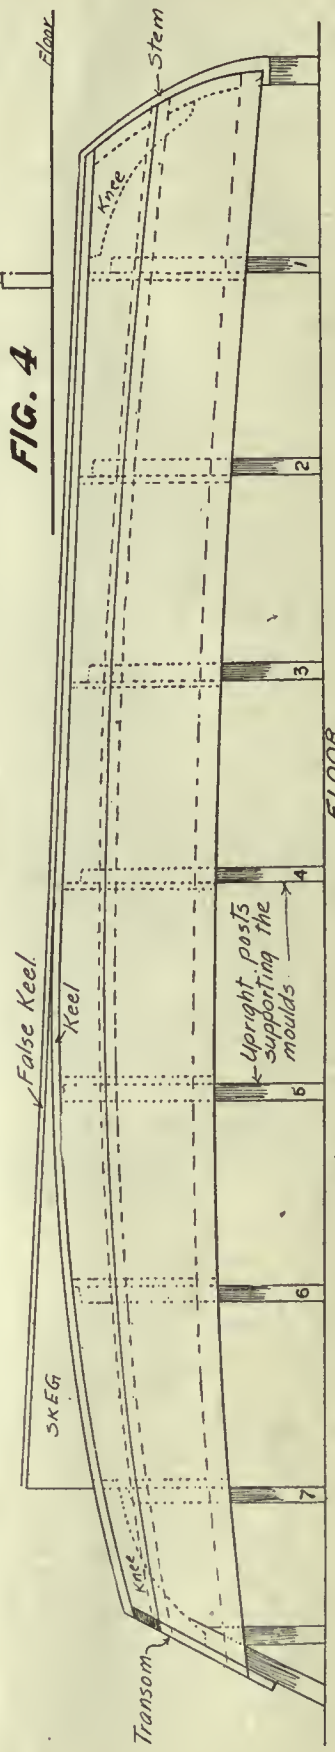 FIG. 4
Floor
Stem
Knee
False Keel
Keel
SKEG
Knee
Transom
Upright posts
supporting the
moulds
1
2
3
4
5
6
7
FLOOR